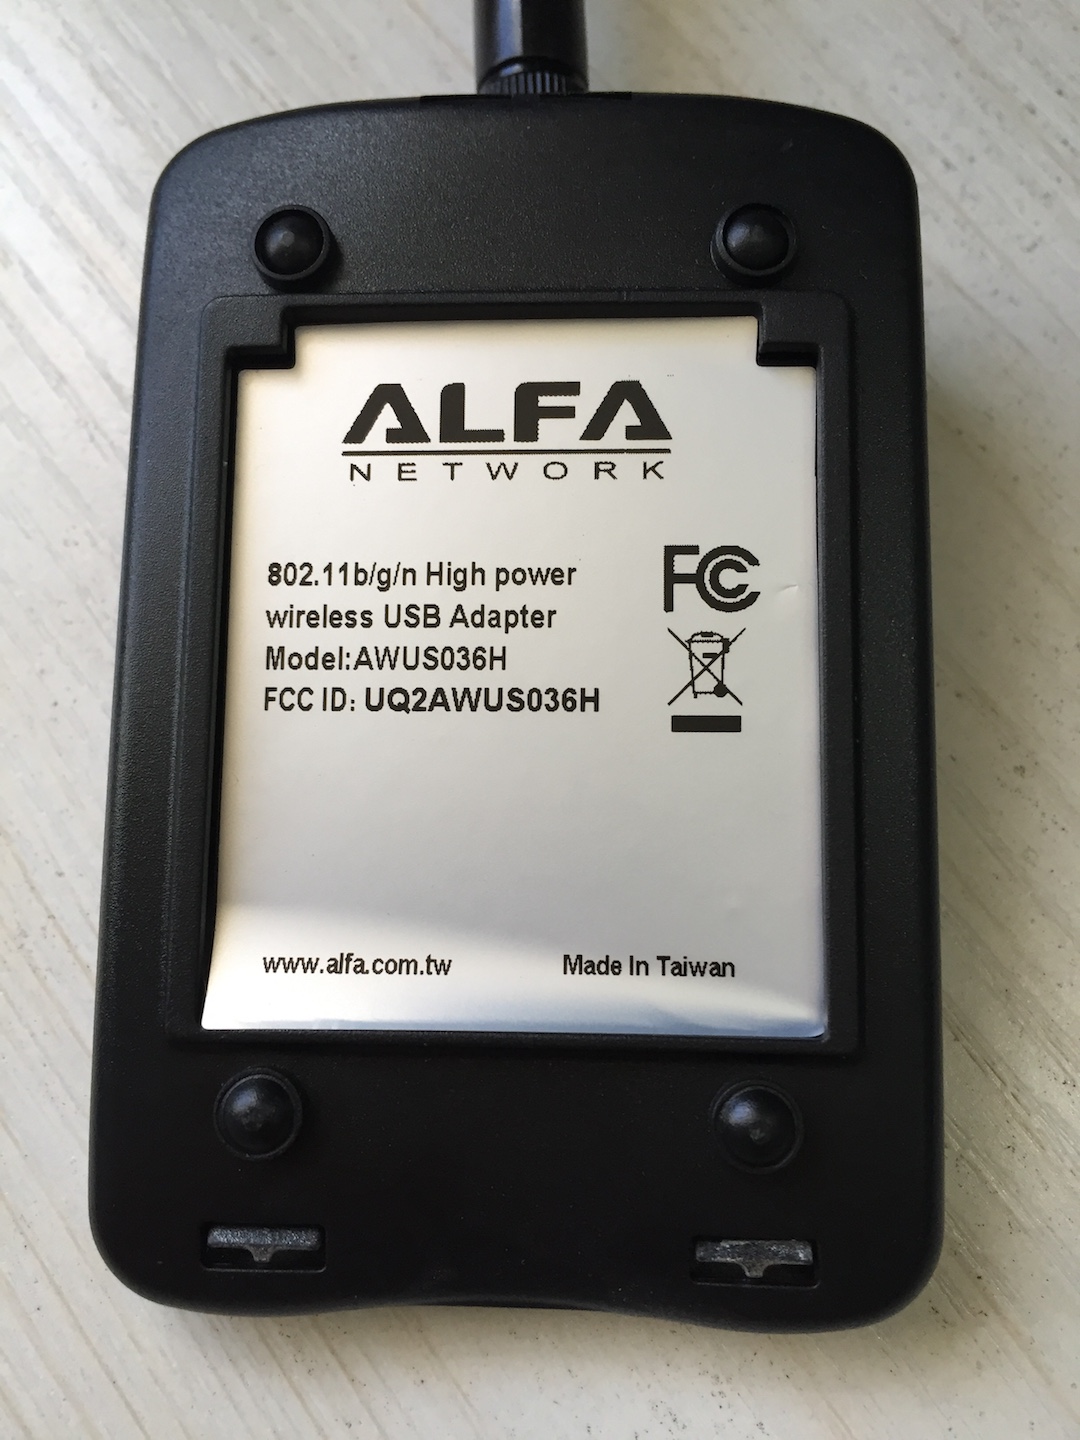 ALFA
NETWORK
802.11b/g/n High power
wireless USB Adapter
Model:AWUS036H
FCC ID: UQ2AWUS036H
FC
www.alfa.com.tw
Made In Taiwan